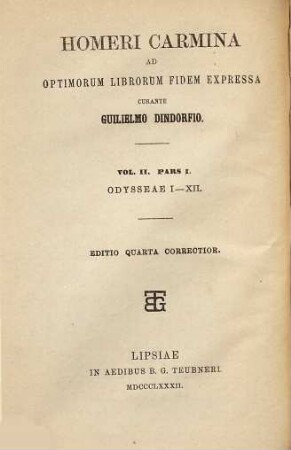 HOMERI CARMINA
AD
OPTIMORUM LIBRORUM FIDEM EXPRESSA
CURANTE
GUILIELMO DINDORFIO.
VOL. II. PARS I.
ODYSSEAE I—XII.
EDITIO QUARTA CORRECTIOR.
BTG
LIPSIAE
IN AEDIBUS B. G. TEUBNERI.
MDCCCLXXXII.